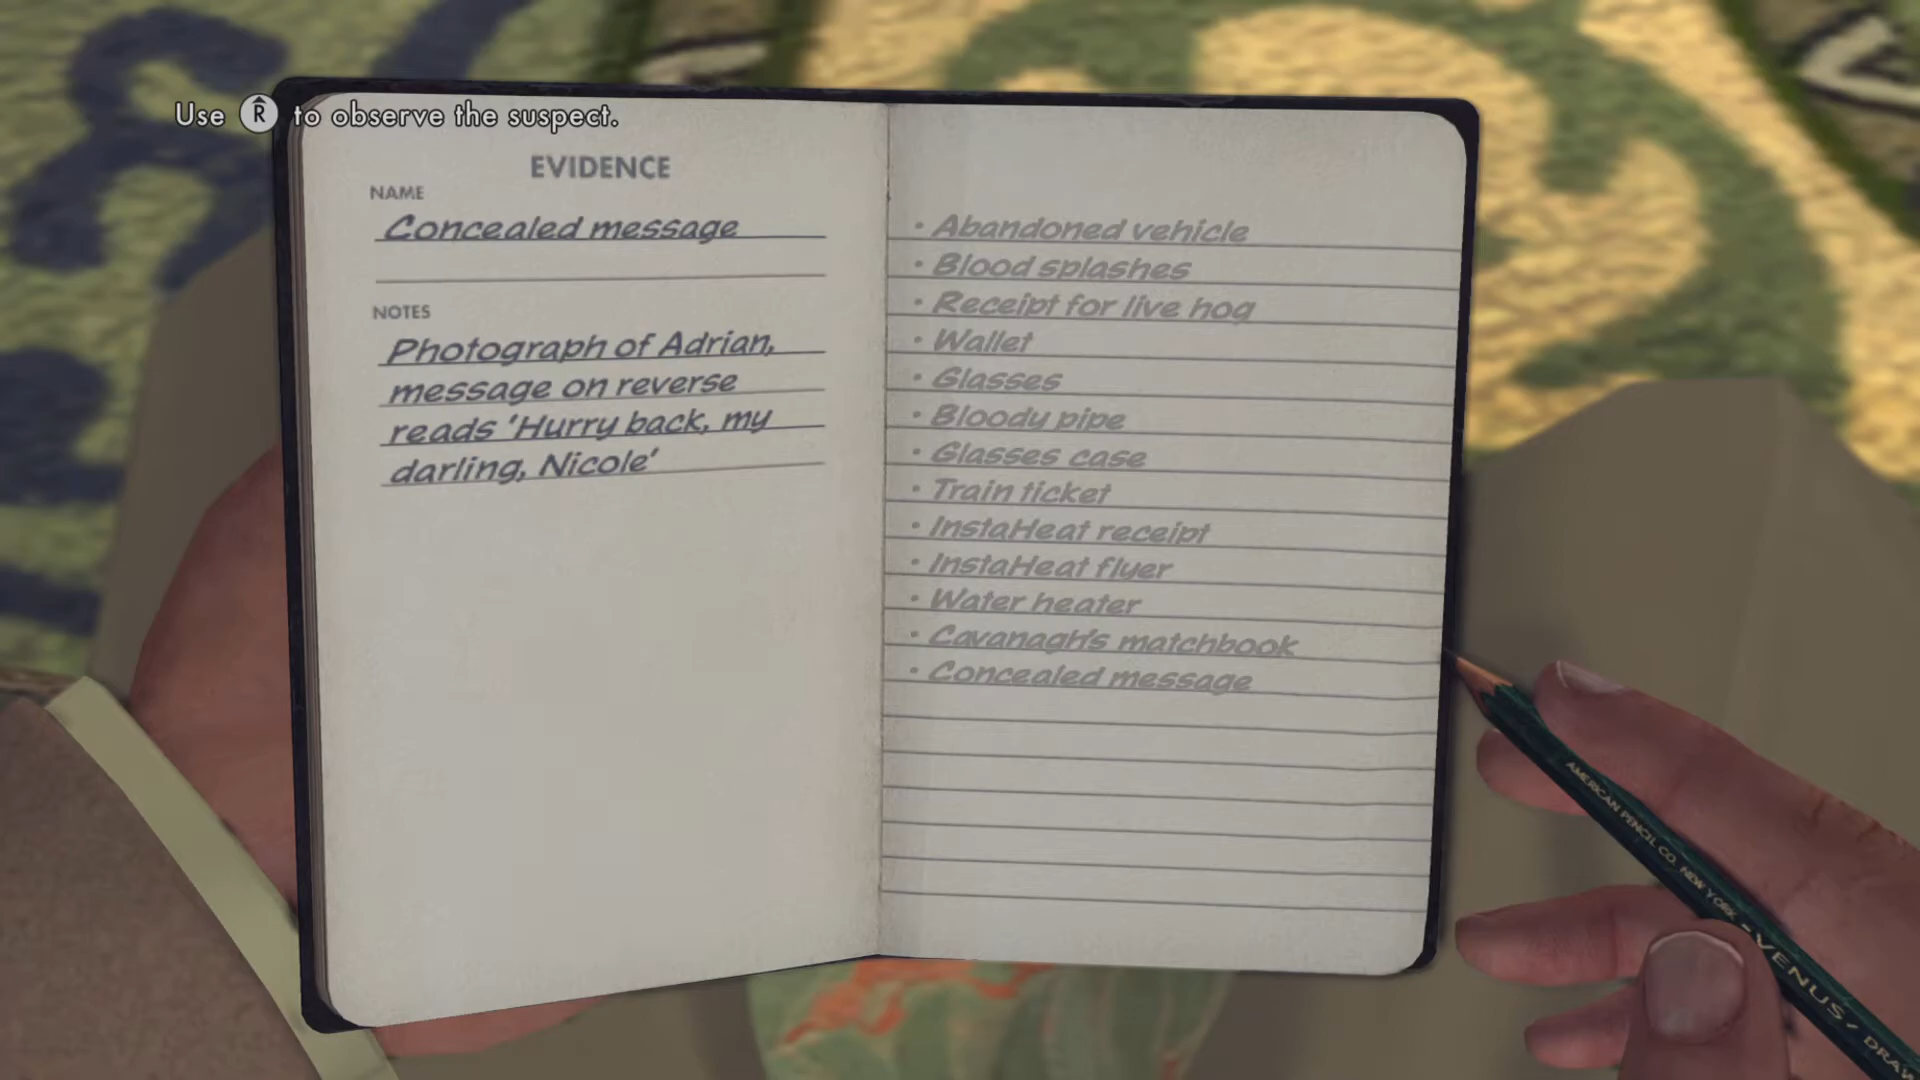 Use R to observe the suspect.
EVIDENCE
NAME
Concealed message
NOTES
Photograph of Adrian,
message on reverse
reads 'Hurry back, my
darling, Nicole'
• Abandoned vehicle
• Blood splashes
• Receipt for live hog
• Wallet
• Glasses
• Bloody pipe
• Glasses case
• Train ticket
• InstaHeat receipt
• InstaHeat flyer
• Water heater
• Cavanagh's matchbook
• Concealed message
AMERICAN PENCIL CO. NEW YORK -VENUS/ DRAW